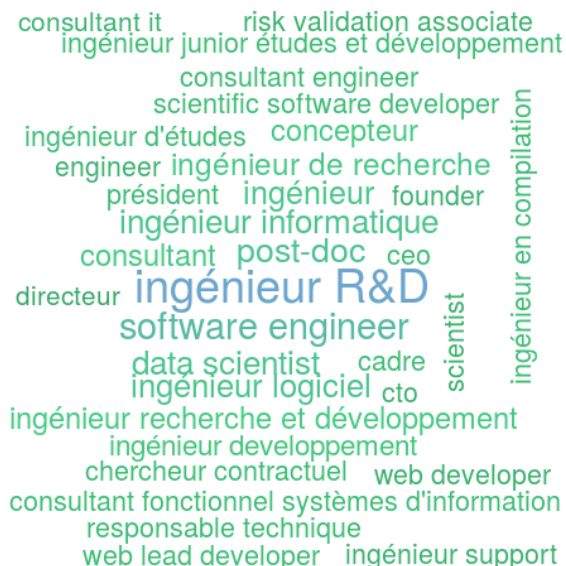 consultant it
risk validation associate
ingénieur junior études et développement
consultant engineer
scientific software developer
ingénieur d'études
concepteur
engineer
ingénieur de recherche
président
ingénieur
founder
ingénieur informatique
consultant
post-doc
ceo
directeur
ingénieur R&D
software engineer
data scientist
cadre
scientist
ingénieur en compilation
ingénieur logiciel
cto
ingénieur recherche et développement
ingénieur developpement
chercheur contractuel
web developer
consultant fonctionnel systèmes d'information
responsable technique
web lead developer
ingénieur support